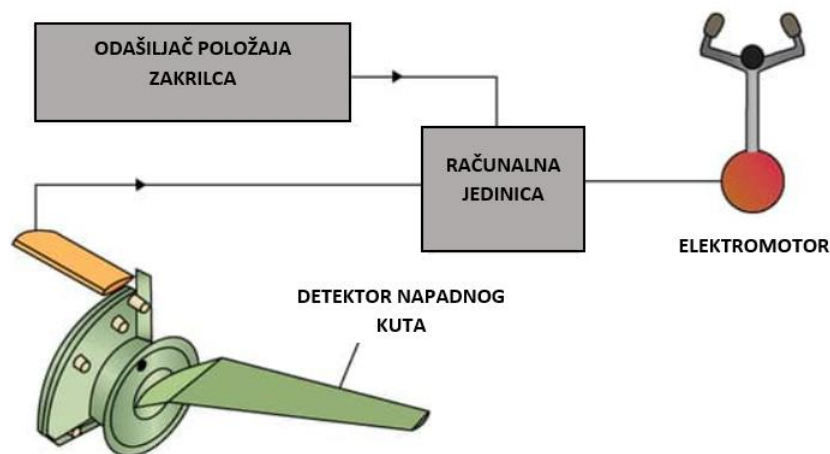 ODAŠILJAČ POLOŽAJA
ZAKRILCA
RAČUNALNA
JEDINICA
ELEKTROMOTOR
DETEKTOR NAPADNOG
KUTA